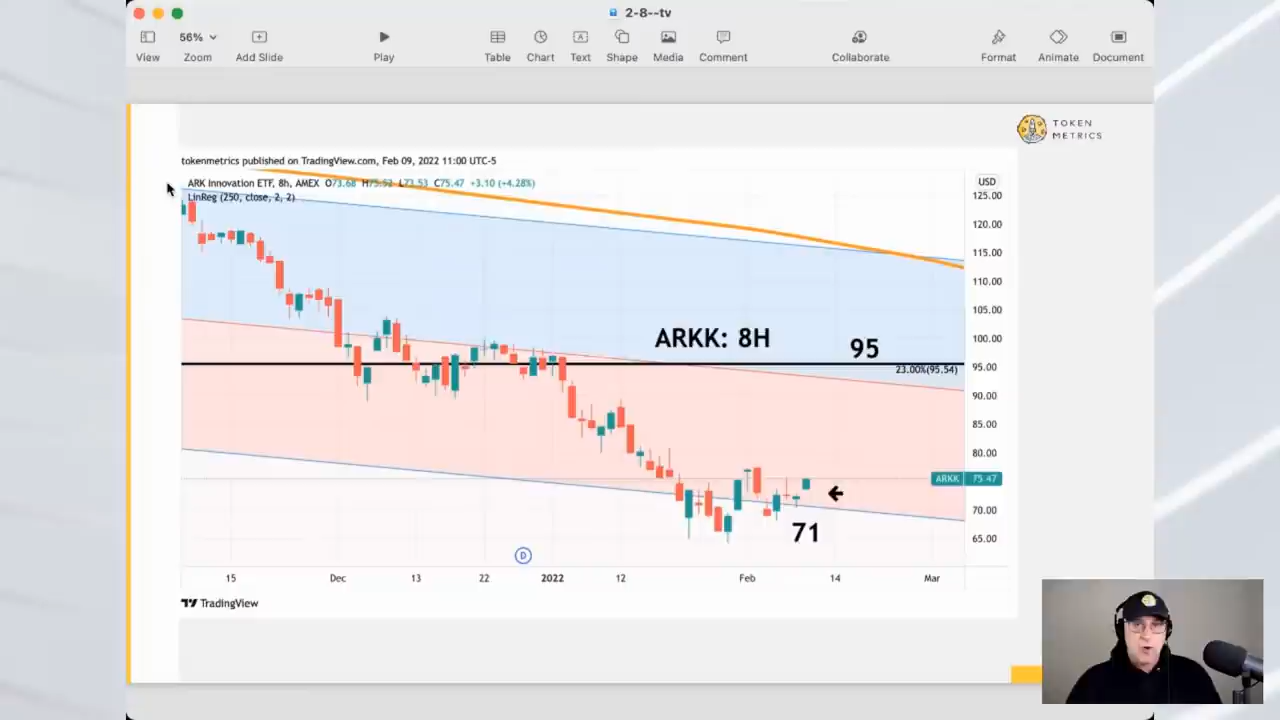 2-8--tv
56%
View Zoom Add Slide Play Table Chart Text Shape Media Comment Collaborate Format Animate Document
TOKEN
METRICS
tokenmetrics published on TradingView.com, Feb 09, 2022 11:00 UTC-5
ARK Innovation ETF, 8h, AMEX O73.68 H75.52 L73.53 C75.47 +3.10 (+4.28%)
LinReg (250, close, 2, 2)
USD
125.00
120.00
115.00
110.00
105.00
100.00
ARKK: 8H
95
23.00%(95.54)
95.00
90.00
85.00
80.00
ARKK 75.47
70.00
71
65.00
D
15 Dec 13 22 2022 12 Feb 14 Mar
TradingView